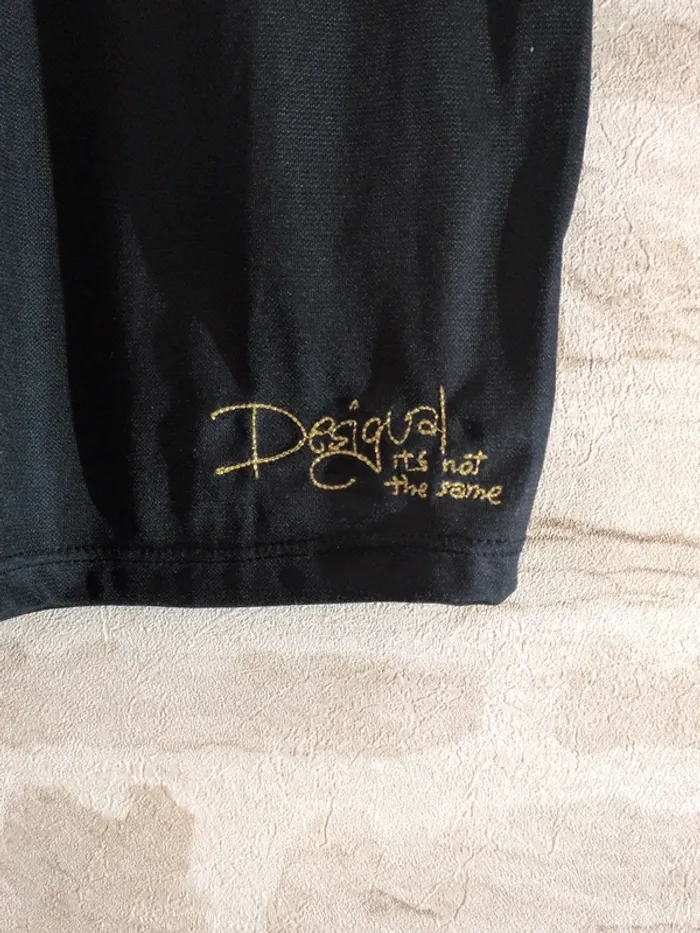 Desigual
it's not
the same